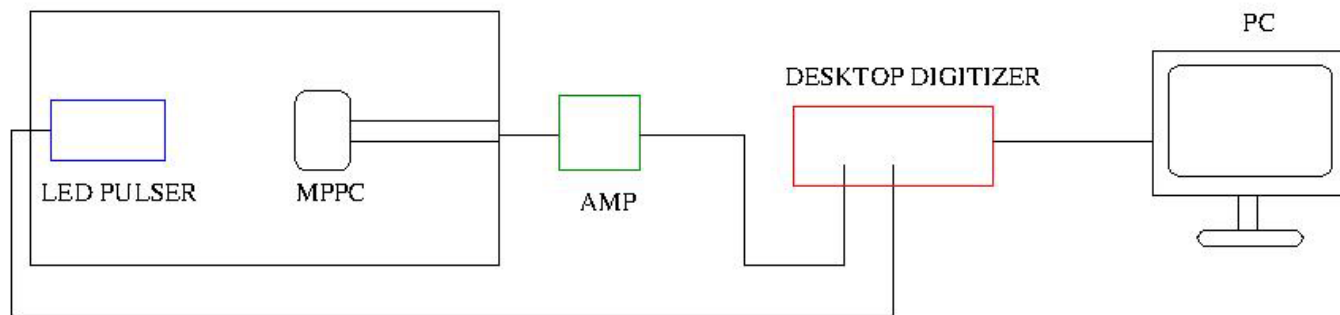 PC
DESKTOP DIGITIZER
LED PULSER
MPPC
AMP